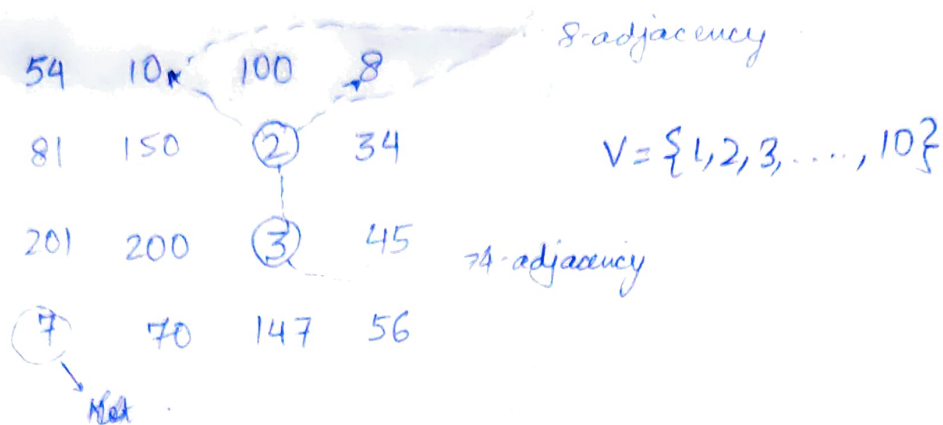 8-adjacency
54 10 100 8
81 150 2 34
V = {1,2,3,....,10}
201 200 3 45
4-adjacency
7 70 147 56
Not